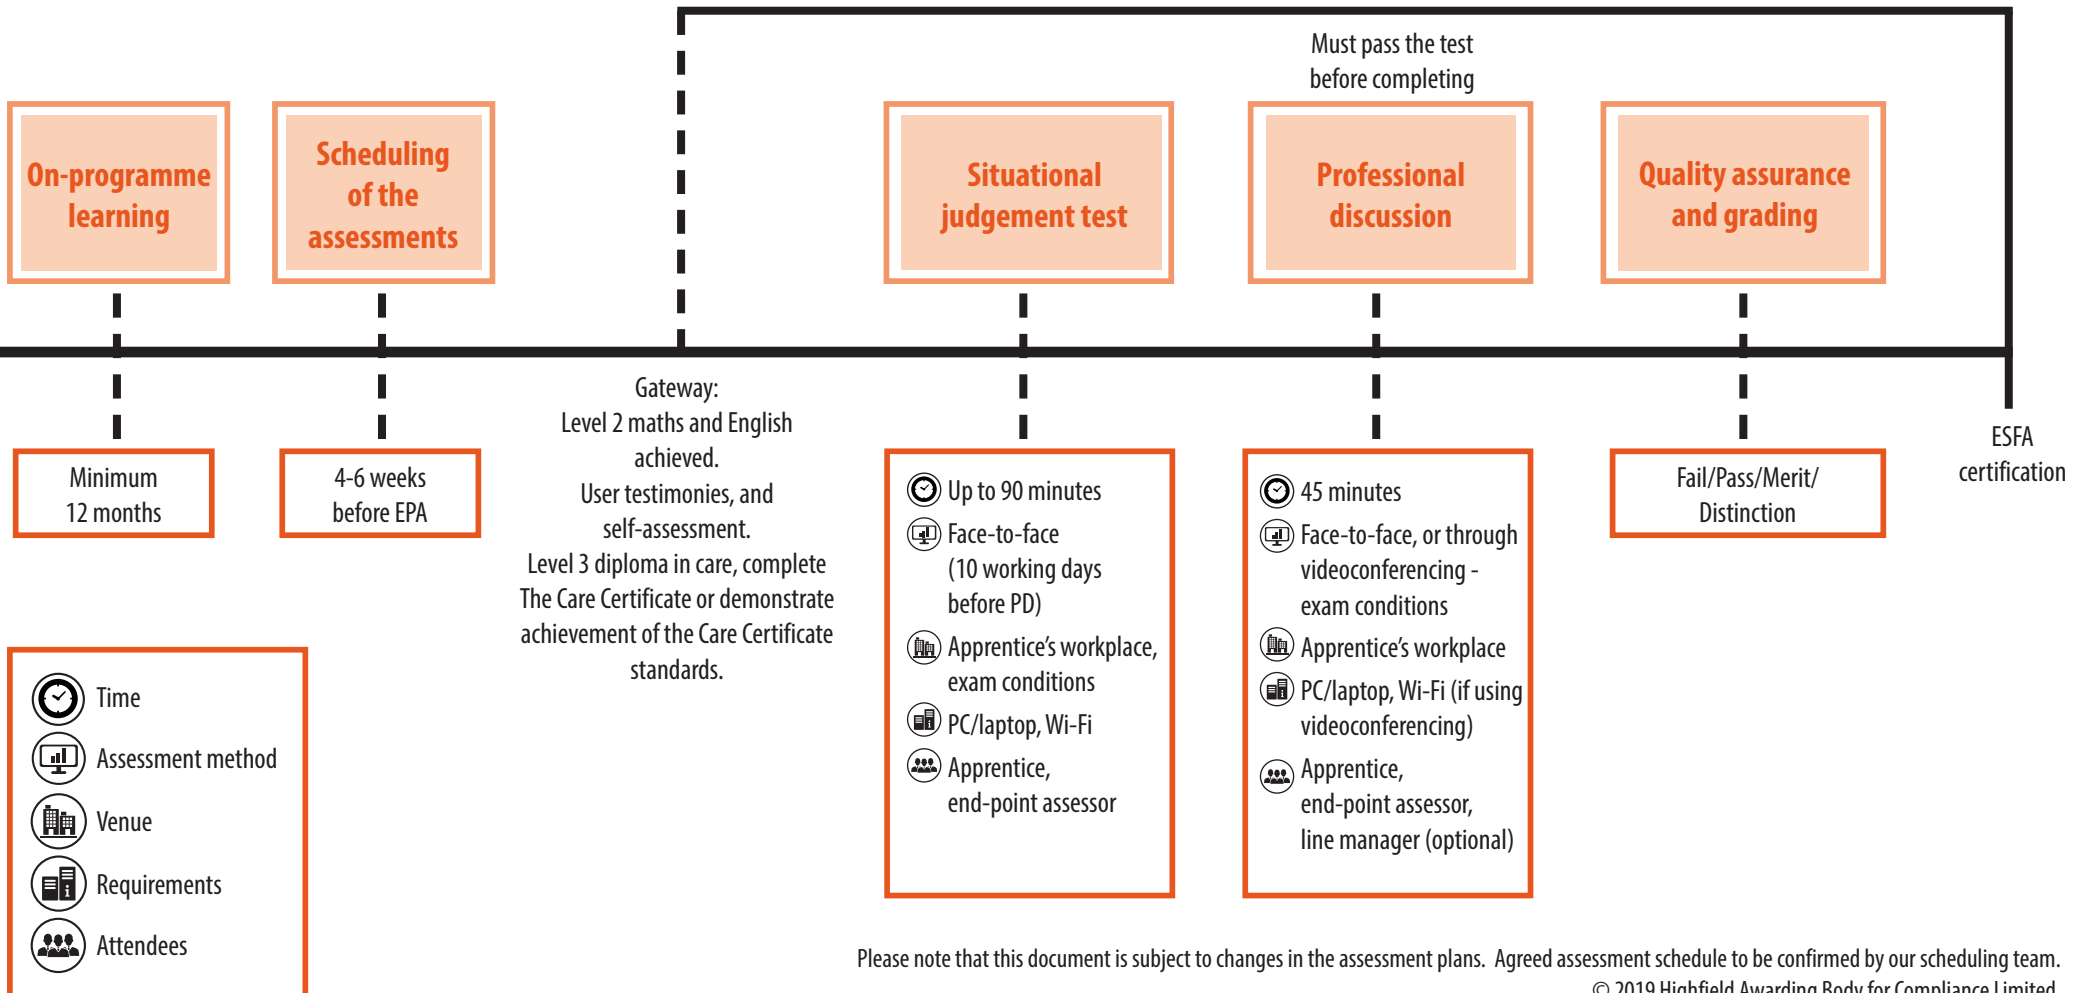 Must pass the test
before completing
On-programme
learning
Scheduling
of the
assessments
Situational
judgement test
Professional
discussion
Quality assurance
and grading
Minimum
12 months
4-6 weeks
before EPA
Gateway:
Level 2 maths and English
achieved.
User testimonies, and
self-assessment.
Level 3 diploma in care, complete
The Care Certificate or demonstrate
achievement of the Care Certificate
standards.
Up to 90 minutes
Face-to-face
(10 working days
before PD)
Apprentice’s workplace,
exam conditions
PC/laptop, Wi-Fi
Apprentice,
end-point assessor
45 minutes
Face-to-face, or through
videoconferencing -
exam conditions
Apprentice’s workplace
PC/laptop, Wi-Fi (if using
videoconferencing)
Apprentice,
end-point assessor,
line manager (optional)
Fail/Pass/Merit/
Distinction
ESFA
certification
Time
Assessment method
Venue
Requirements
Attendees
Please note that this document is subject to changes in the assessment plans.  Agreed assessment schedule to be confirmed by our scheduling team.
© 2019 Highfield Awarding Body for Compliance Limited